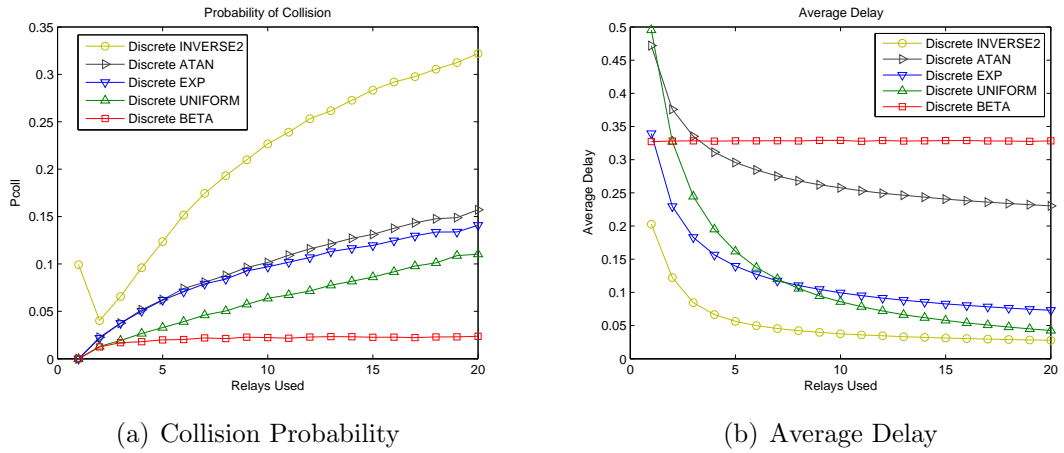 Probability of Collision
0.35
0.3
0.25
0.2
0.15
0.1
0.05
0
Pcoll
Discrete INVERSE2
Discrete ATAN
Discrete EXP
Discrete UNIFORM
Discrete BETA
0 5 10 15 20
Relays Used
(a) Collision Probability
Average Delay
0.5
0.45
0.4
0.35
0.3
0.25
0.2
0.15
0.1
0.05
0
Average Delay
Discrete INVERSE2
Discrete ATAN
Discrete EXP
Discrete UNIFORM
Discrete BETA
0 5 10 15 20
Relays Used
(b) Average Delay